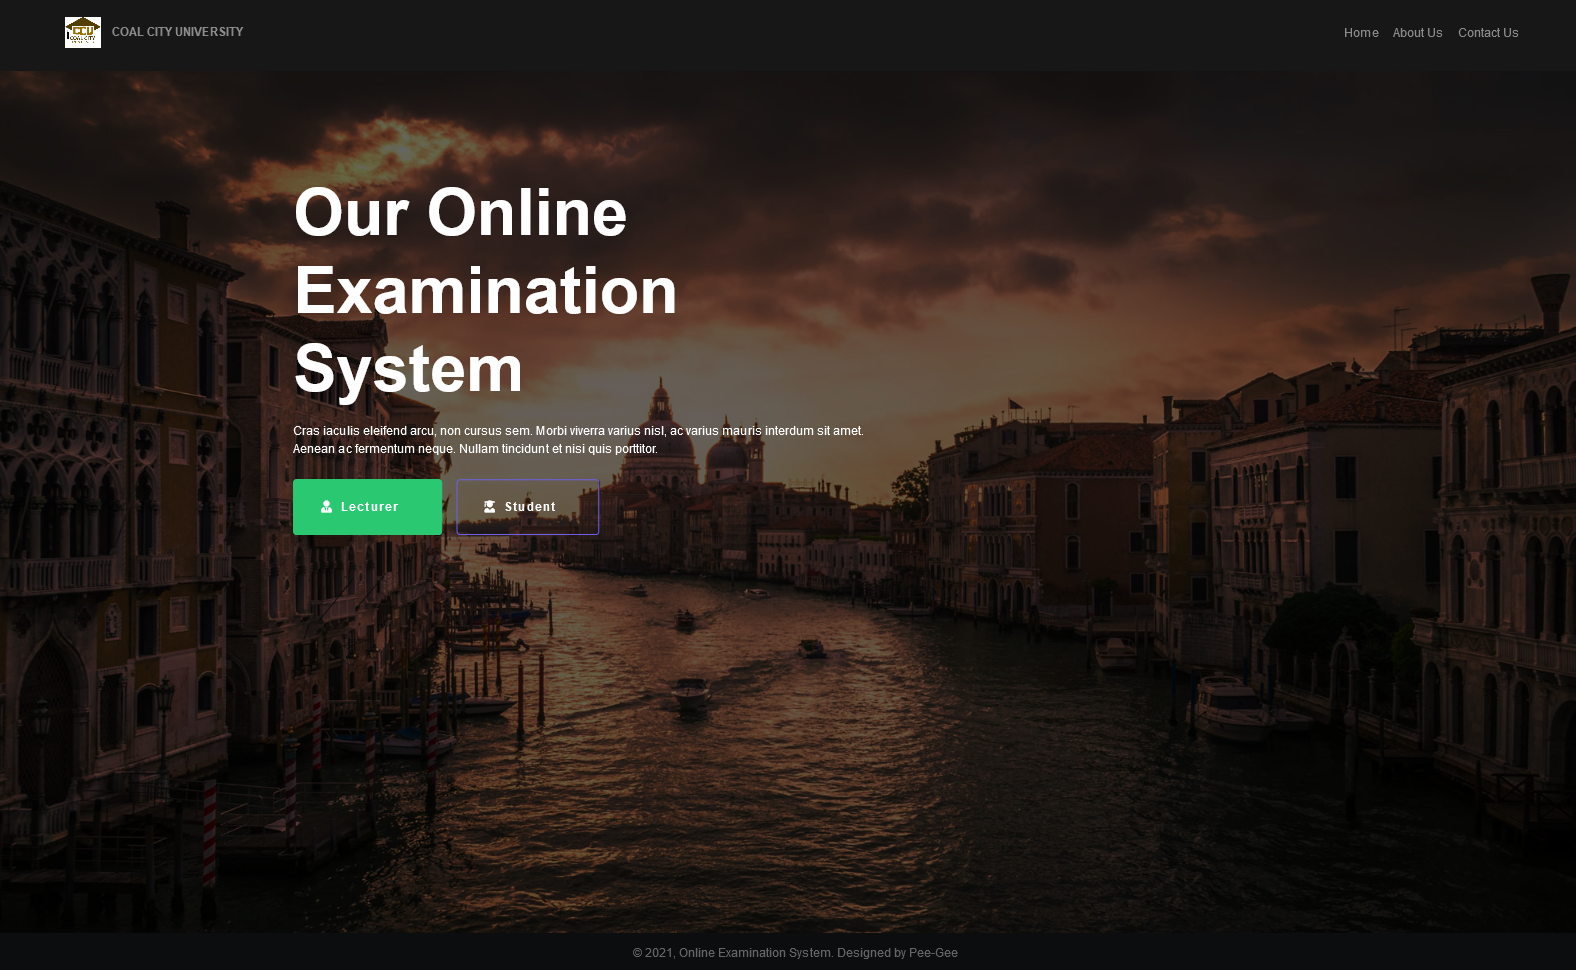 CCU
COAL CITY
COAL CITY UNIVERSITY
Home
About Us
Contact Us
Our Online
Examination
System
Cras iaculis eleifend arcu, non cursus sem. Morbi viverra varius nisl, ac varius mauris interdum sit amet.
Aenean ac fermentum neque. Nullam tincidunt et nisi quis porttitor.
Lecturer
Student
© 2021, Online Examination System. Designed by Pee-Gee